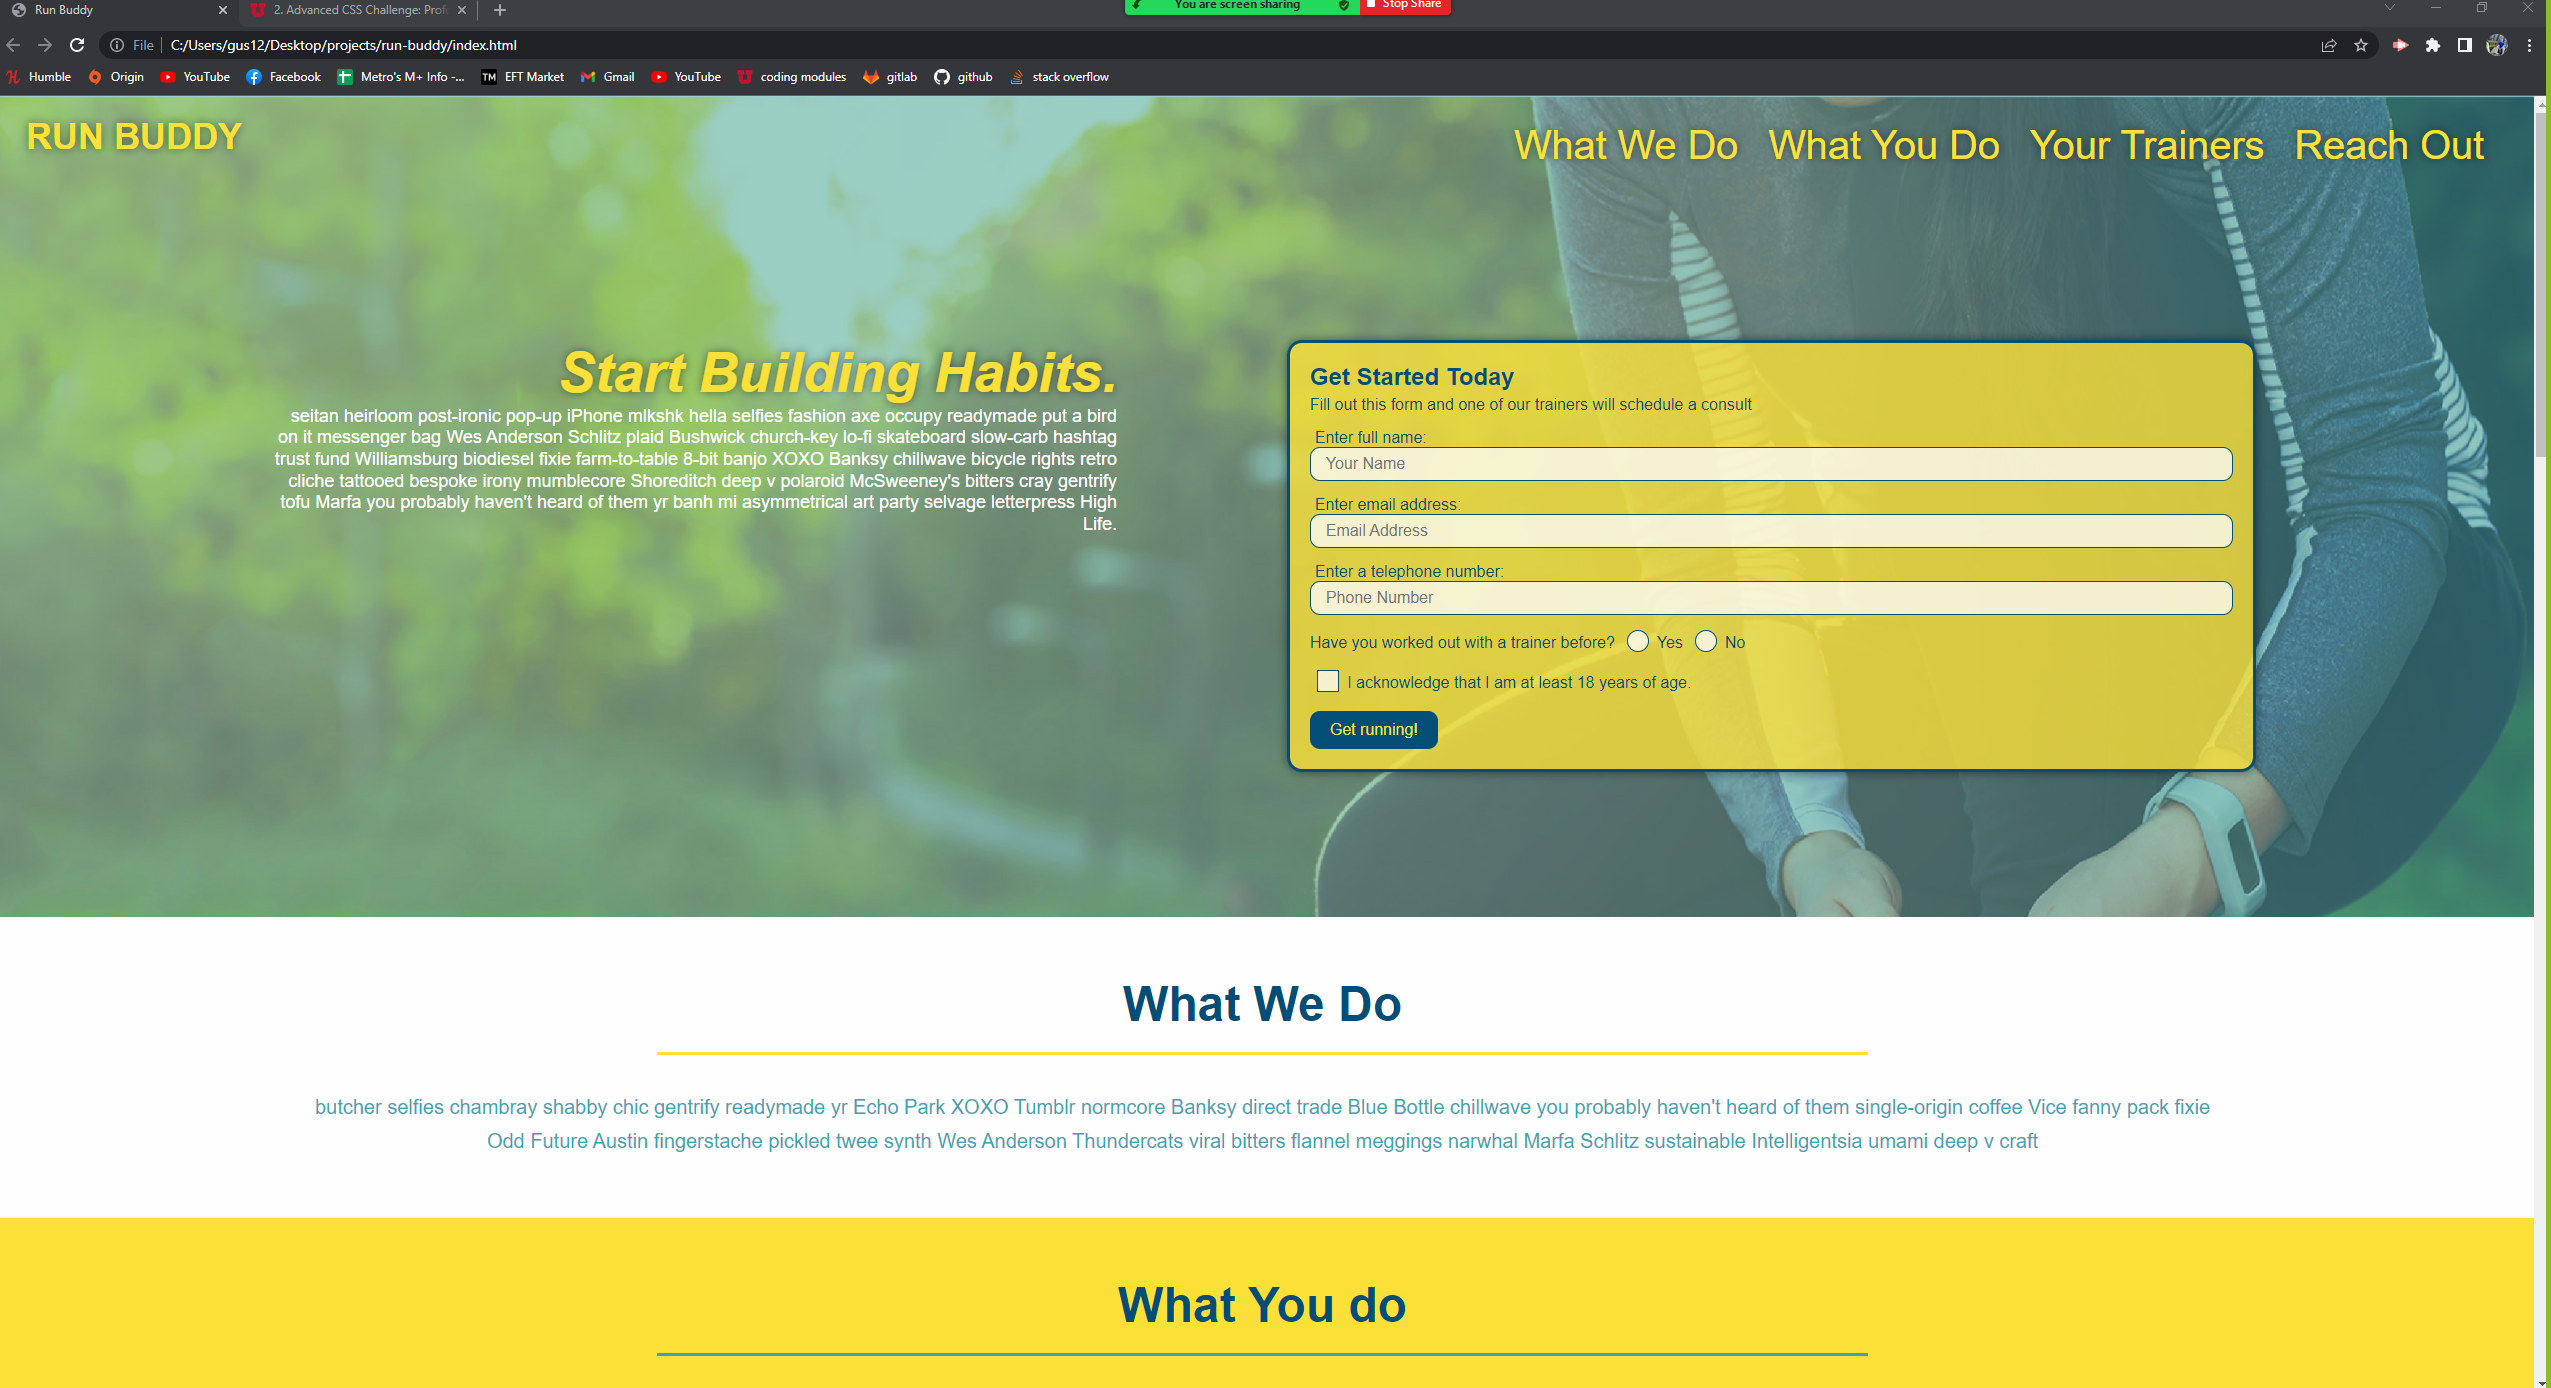 Run Buddy
2. Advanced CSS Challenge: Prof
You are screen sharing
Stop Share
File
C:/Users/gus12/Desktop/projects/run-buddy/index.html
Humble Origin YouTube Facebook Metro's M+ Info -... TM EFT Market Gmail YouTube coding modules gitlab github stack overflow
RUN BUDDY
What We Do What You Do Your Trainers Reach Out
Start Building Habits.
seitan heirloom post-ironic pop-up iPhone mlkshk hella selfies fashion axe occupy readymade put a bird
on it messenger bag Wes Anderson Schlitz plaid Bushwick church-key lo-fi skateboard slow-carb hashtag
trust fund Williamsburg biodiesel fixie farm-to-table 8-bit banjo XOXO Banksy chillwave bicycle rights retro
cliche tattooed bespoke irony mumblecore Shoreditch deep v polaroid McSweeney's bitters cray gentrify
tofu Marfa you probably haven't heard of them yr banh mi asymmetrical art party selvage letterpress High
Life.
Get Started Today
Fill out this form and one of our trainers will schedule a consult
Enter full name:
Your Name
Enter email address:
Email Address
Enter a telephone number:
Phone Number
Have you worked out with a trainer before? Yes No
I acknowledge that I am at least 18 years of age.
Get running!
What We Do
butcher selfies chambray shabby chic gentrify readymade yr Echo Park XOXO Tumblr normcore Banksy direct trade Blue Bottle chillwave you probably haven't heard of them single-origin coffee Vice fanny pack fixie
Odd Future Austin fingerstache pickled twee synth Wes Anderson Thundercats viral bitters flannel meggings narwhal Marfa Schlitz sustainable Intelligentsia umami deep v craft
What You do